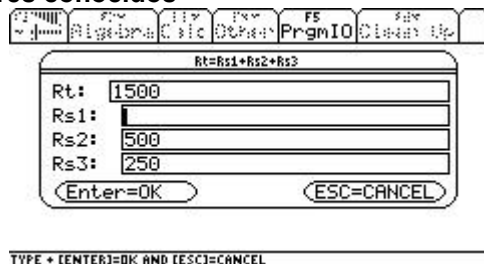 Algebra Calc Other PrgmIO Clean Up
F5
Rt=Rs1+Rs2+Rs3
Rt: 1500
Rs1:
Rs2: 500
Rs3: 250
Enter=OK ESC=CANCEL
TYPE + [ENTER]=OK AND [ESC]=CANCEL